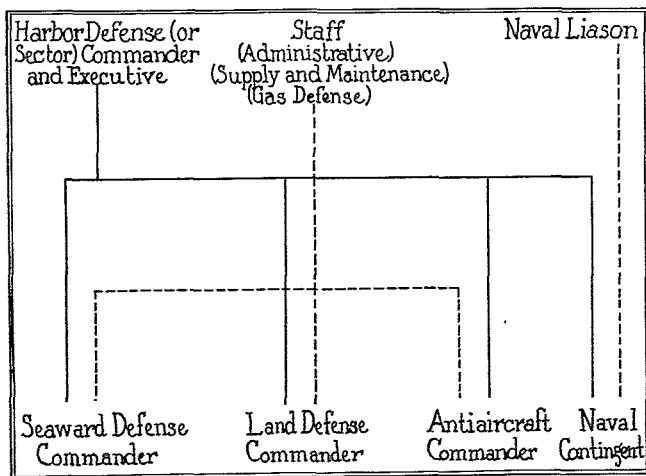 Harbor Defense (or
Sector) Commander
and Executive
Staff
(Administrative)
(Supply and Maintenance)
(Gas Defense)
Naval Liason
Seaward Defense
Commander
Land Defense
Commander
Antiaircraft
Commander
Naval
Contingent